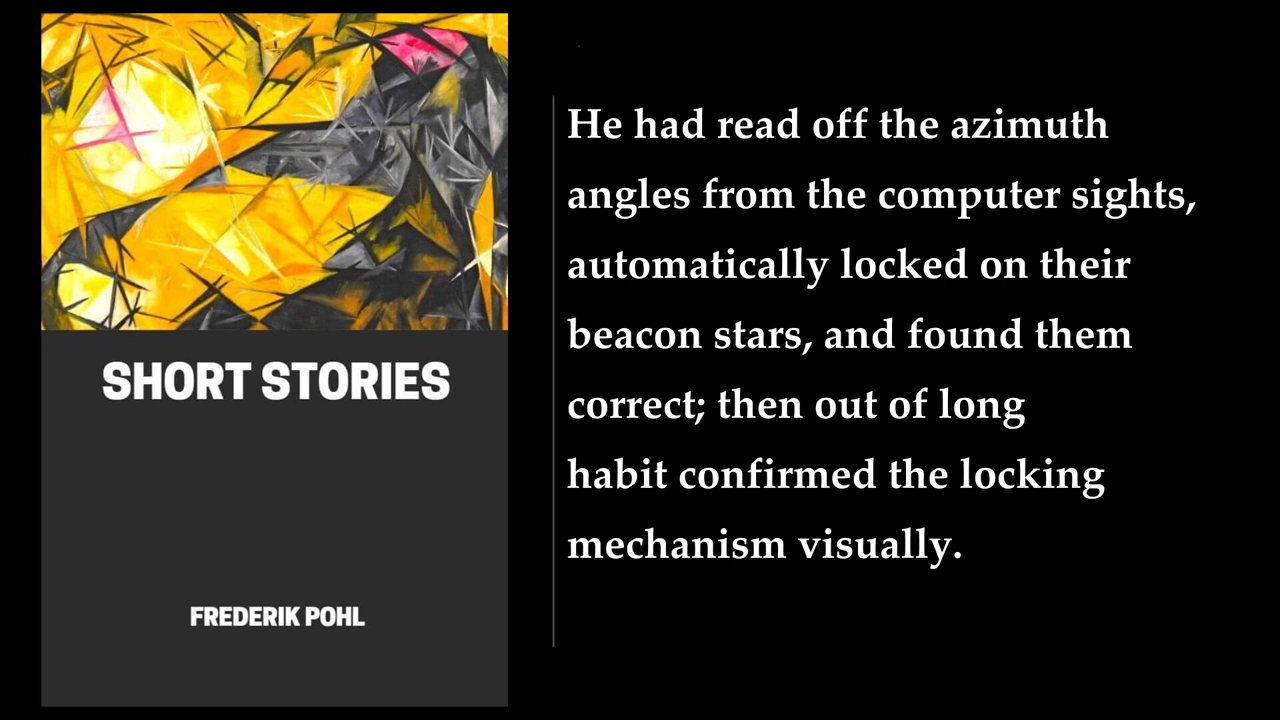 SHORT STORIES
FREDERIK POHL
He had read off the azimuth
angles from the computer sights,
automatically locked on their
beacon stars, and found them
correct; then out of long
habit confirmed the locking
mechanism visually.